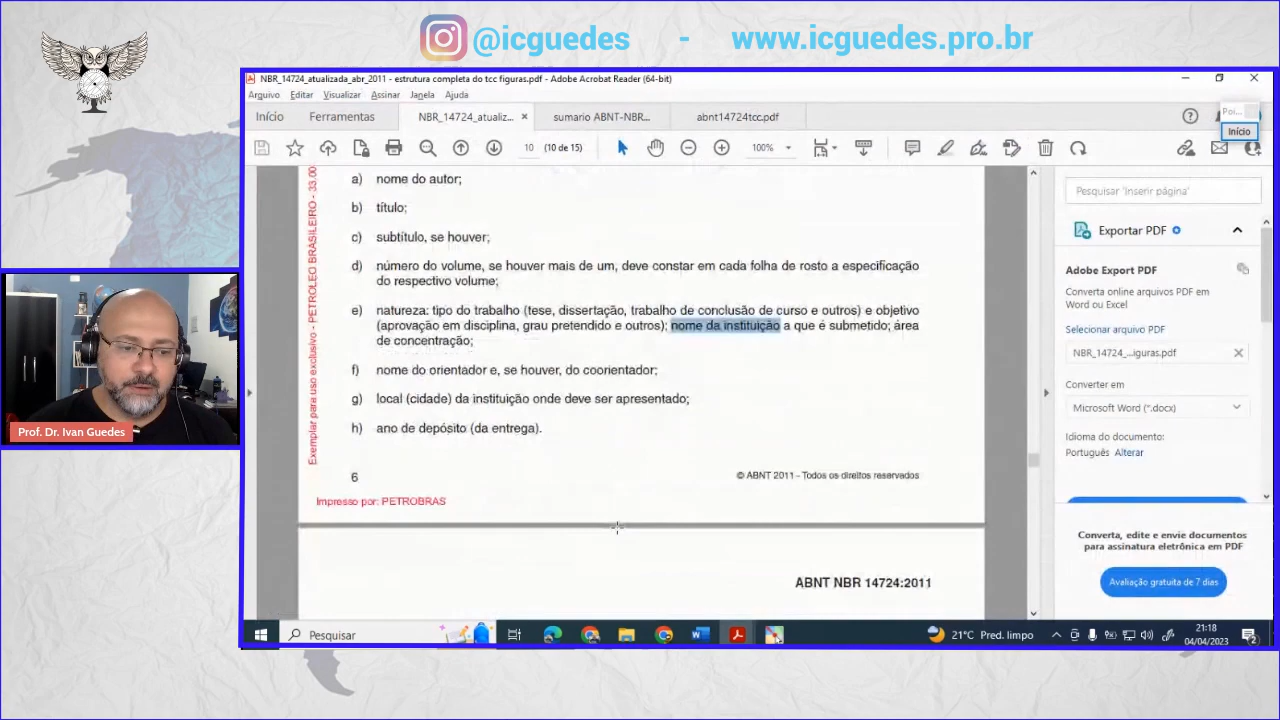 @icguedes - www.icguedes.pro.br
NBR_14724_atualizada_abr_2011 - estrutura completa do tcc figuras.pdf - Adobe Acrobat Reader (64-bit)
Arquivo Editar Visualizar Assinar Janela Ajuda
Início Ferramentas NBR_14724_atualiz... × sumario ABNT-NBR... abnt14724tcc.pdf
Poi...
Início
10 (10 de 15) 100%
Exemplar para uso exclusivo - PETROLEO BRASILEIRO - 33.00
a) nome do autor;
b) título;
c) subtítulo, se houver;
d) número do volume, se houver mais de um, deve constar em cada folha de rosto a especificação
do respectivo volume;
e) natureza: tipo do trabalho (tese, dissertação, trabalho de conclusão de curso e outros) e objetivo
(aprovação em disciplina, grau pretendido e outros); nome da instituição a que é submetido; área
de concentração;
f) nome do orientador e, se houver, do coorientador;
g) local (cidade) da instituição onde deve ser apresentado;
h) ano de depósito (da entrega).
6 © ABNT 2011 - Todos os direitos reservados
Impresso por: PETROBRAS
ABNT NBR 14724:2011
Pesquisar 'Inserir página'
Exportar PDF
Adobe Export PDF
Converta online arquivos PDF em
Word ou Excel
Selecionar arquivo PDF
NBR_14724_...iguras.pdf
Converter em
Microsoft Word (*.docx)
Idioma do documento:
Português Alterar
Converta, edite e envie documentos
para assinatura eletrônica em PDF
Avaliação gratuita de 7 dias
Prof. Dr. Ivan Guedes
Pesquisar
21°C Pred. limpo
21:18
04/04/2023
2